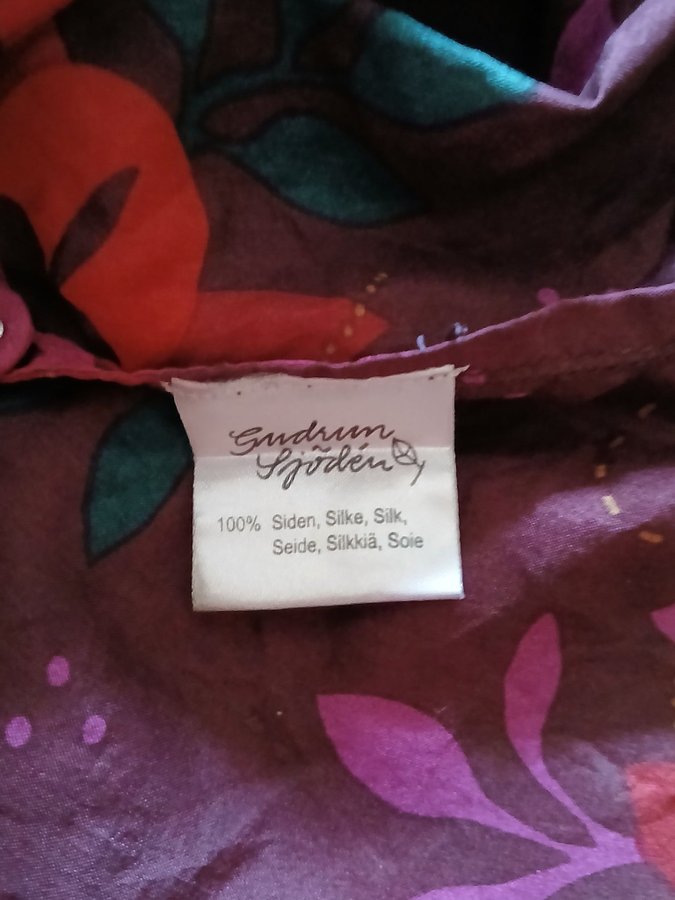 Gudrun
Sjödén
100% Siden, Silke, Silk,
Seide, Silkkiä, Soie